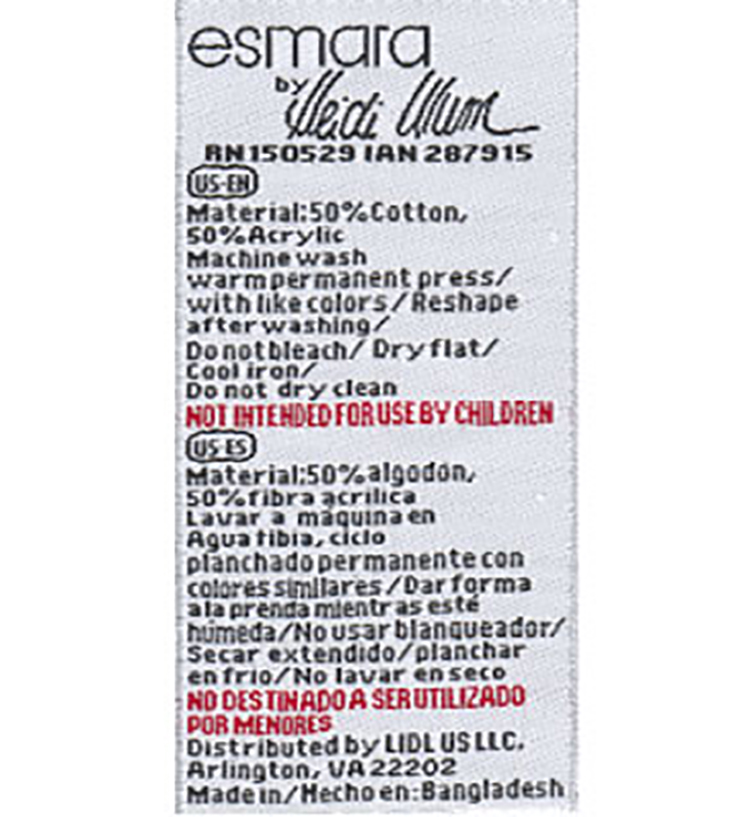 esmara
by Heidi Klum
RN150529 IAN 287915
US-EN
Material:50%Cotton,
50%Acrylic
Machine wash
warm permanent press/
with like colors/Reshape
after washing/
Do not bleach/ Dry flat/
Cool iron/
Do not dry clean
NOT INTENDED FOR USE BY CHILDREN
US-ES
Material:50%algodon,
50%fibra acrilica
Lavar a máquina en
Agua tibia, ciclo
planchado permanente con
colores similares/Dar forma
a la prenda mientras esté
húmeda/No usar blanqueador/
Secar extendido/planchar
en frio/No lavar en seco
NO DESTINADO A SER UTILIZADO
POR MENORES
Distributed by LIDL US LLC.
Arlington, VA 22202
Made in/Hecho en:Bangladesh